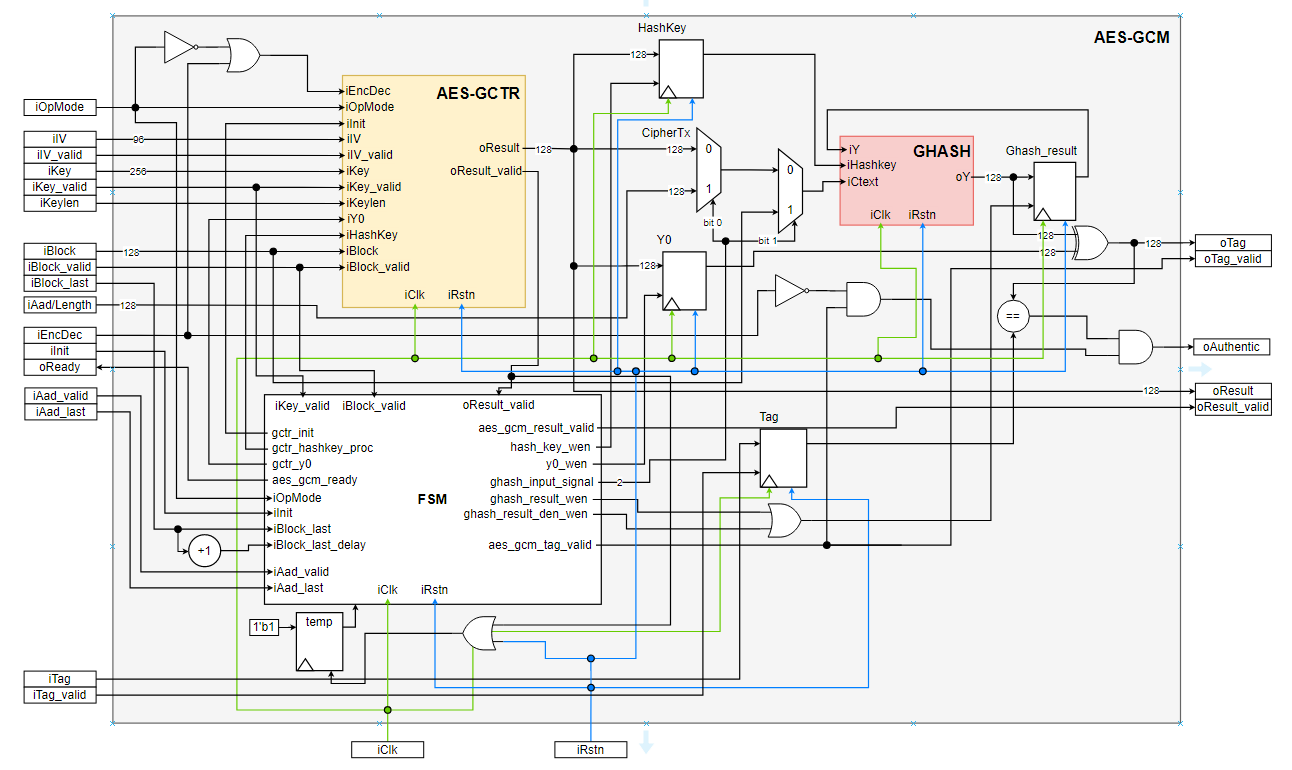 HashKey
AES-GCM
128
iEncDec
AES-GCTR
iOpMode
iOpMode
iInit
CipherTx
iIV
96
iIV
oResult
128
128
0
iY
GHASH
Ghash_result
iIV_valid
iIV_valid
iKey
256
iKey
oResult_valid
0
iHashkey
oY
128
iKey_valid
iKey_valid
128
1
iCtext
iKeylen
iKeylen
1
iY0
bit 0
iClk
iRstn
iHashKey
Y0
bit 1
128
iBlock
128
iBlock
128
128
oTag
iBlock_valid
iBlock_valid
128
oTag_valid
iBlock_last
iClk
iRstn
iAad/Length
128
==
iEncDec
iInit
oAuthentic
oReady
iAad_valid
128
oResult
iAad_last
iKey_valid
iBlock_valid
oResult_valid
oResult_valid
Tag
gctr_init
aes_gcm_result_valid
gctr_hashkey_proc
hash_key_wen
gctr_y0
y0_wen
aes_gcm_ready
ghash_input_signal
2
iOpMode
FSM
ghash_result_wen
iInit
ghash_result_den_wen
iBlock_last
+1
iBlock_last_delay
aes_gcm_tag_valid
iAad_valid
iAad_last
iClk
iRstn
1'b1
temp
iTag
iTag_valid
iClk
iRstn